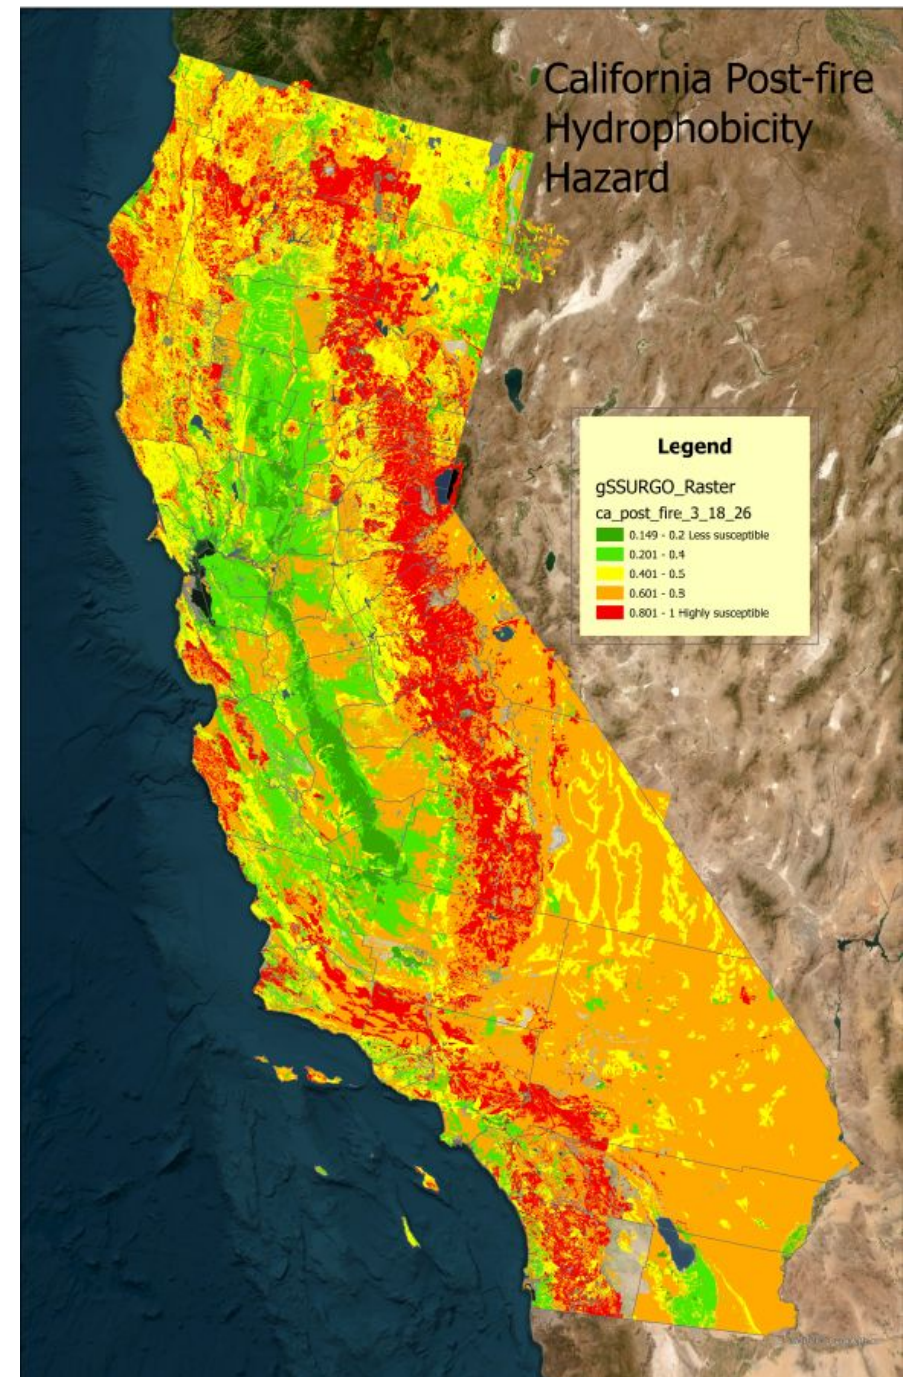 California Post-fire
Hydrophobicity
Hazard
Legend
gSSURGO_Raster
ca_post_fire_3_18_26
0.149 - 0.2 Less susceptible
0.201 - 0.4
0.401 - 0.5
0.601 - 0.8
0.801 - 1 Highly susceptible